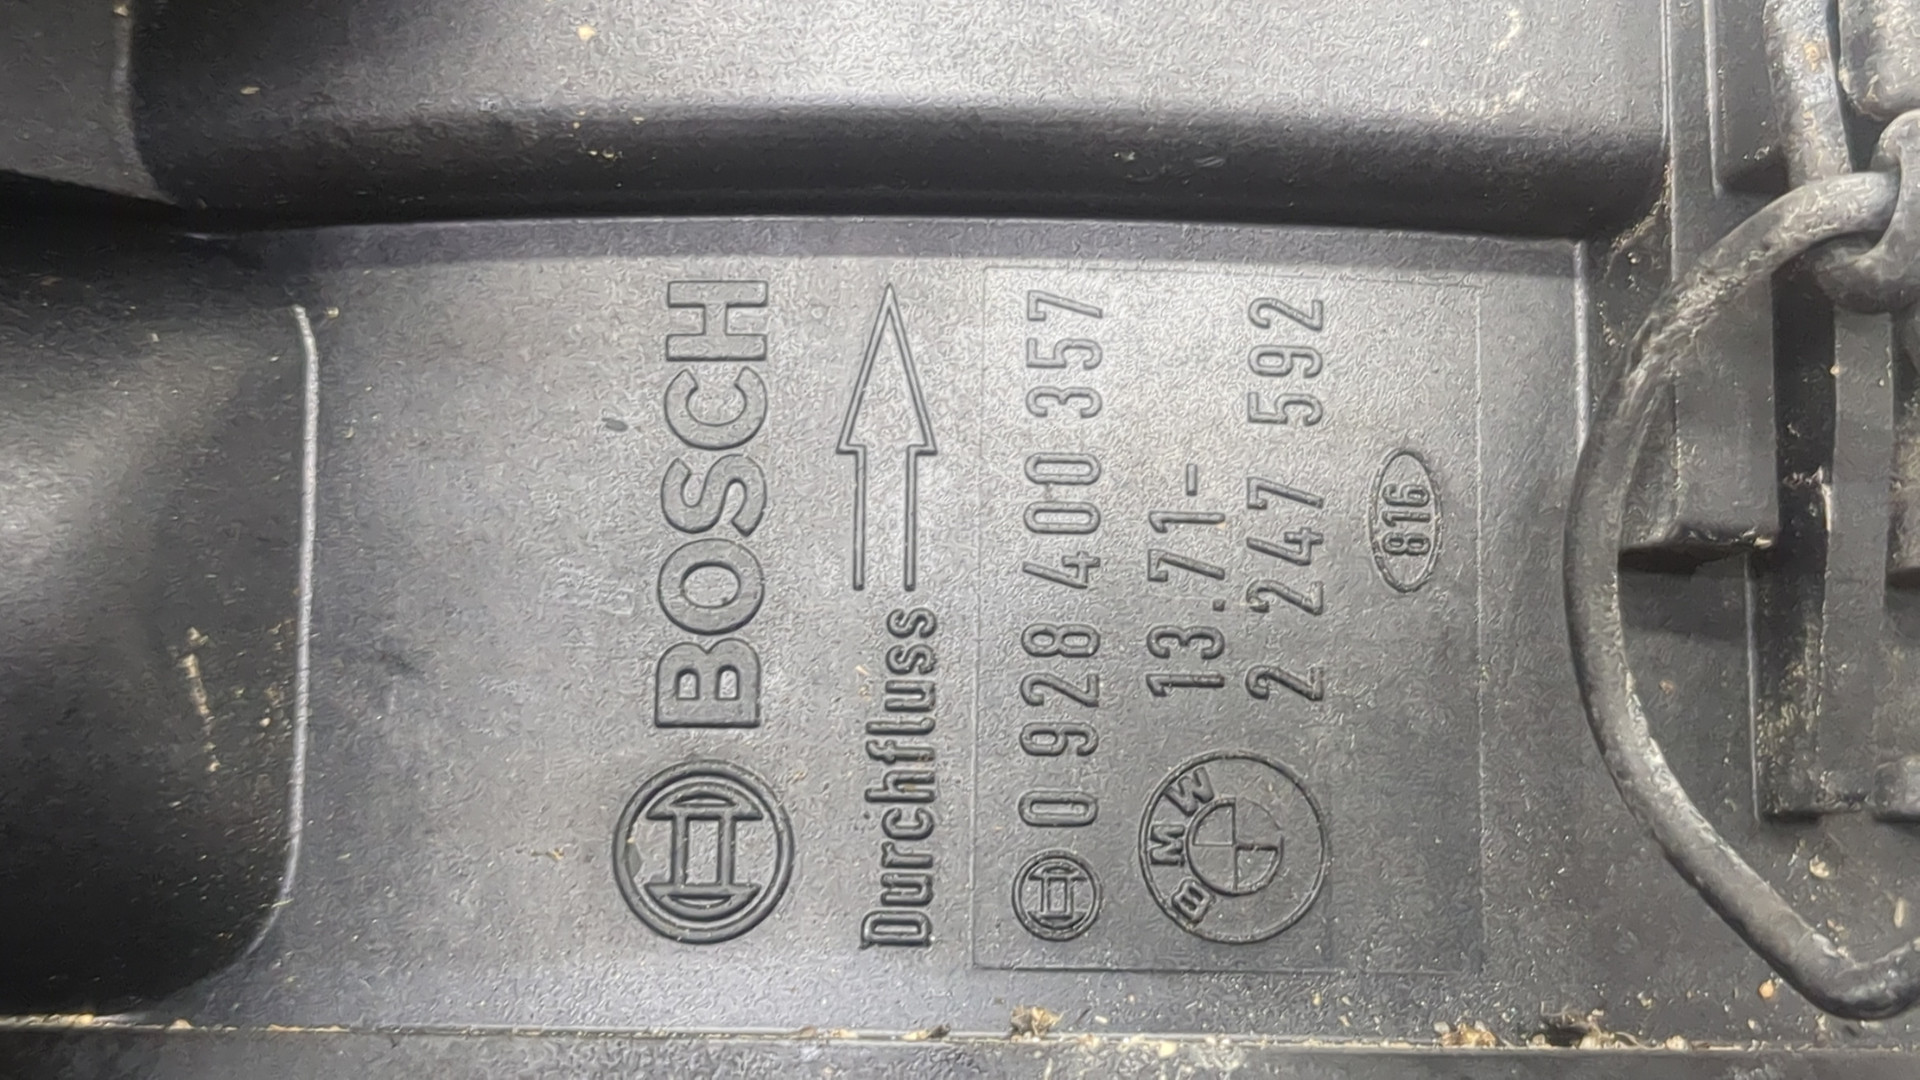 BOSCH
Durchfluss
0 928 400 357
BMW
13.71-
2 247 592
816